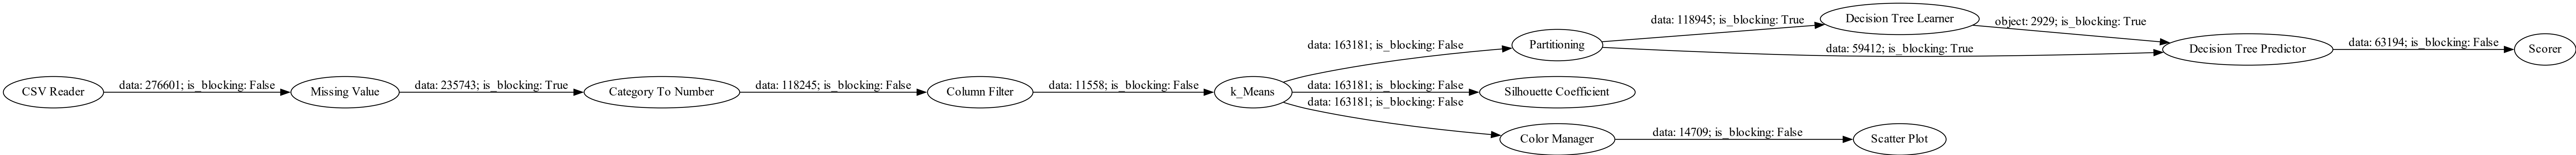 CSV Reader
data: 276601; is_blocking: False
Missing Value
data: 235743; is_blocking: True
Category To Number
data: 118245; is_blocking: False
Column Filter
data: 11558; is_blocking: False
k_Means
data: 163181; is_blocking: False
Partitioning
data: 118945; is_blocking: True
Decision Tree Learner
object: 2929; is_blocking: True
data: 59412; is_blocking: True
Decision Tree Predictor
data: 63194; is_blocking: False
Scorer
data: 163181; is_blocking: False
Silhouette Coefficient
data: 163181; is_blocking: False
Color Manager
data: 14709; is_blocking: False
Scatter Plot